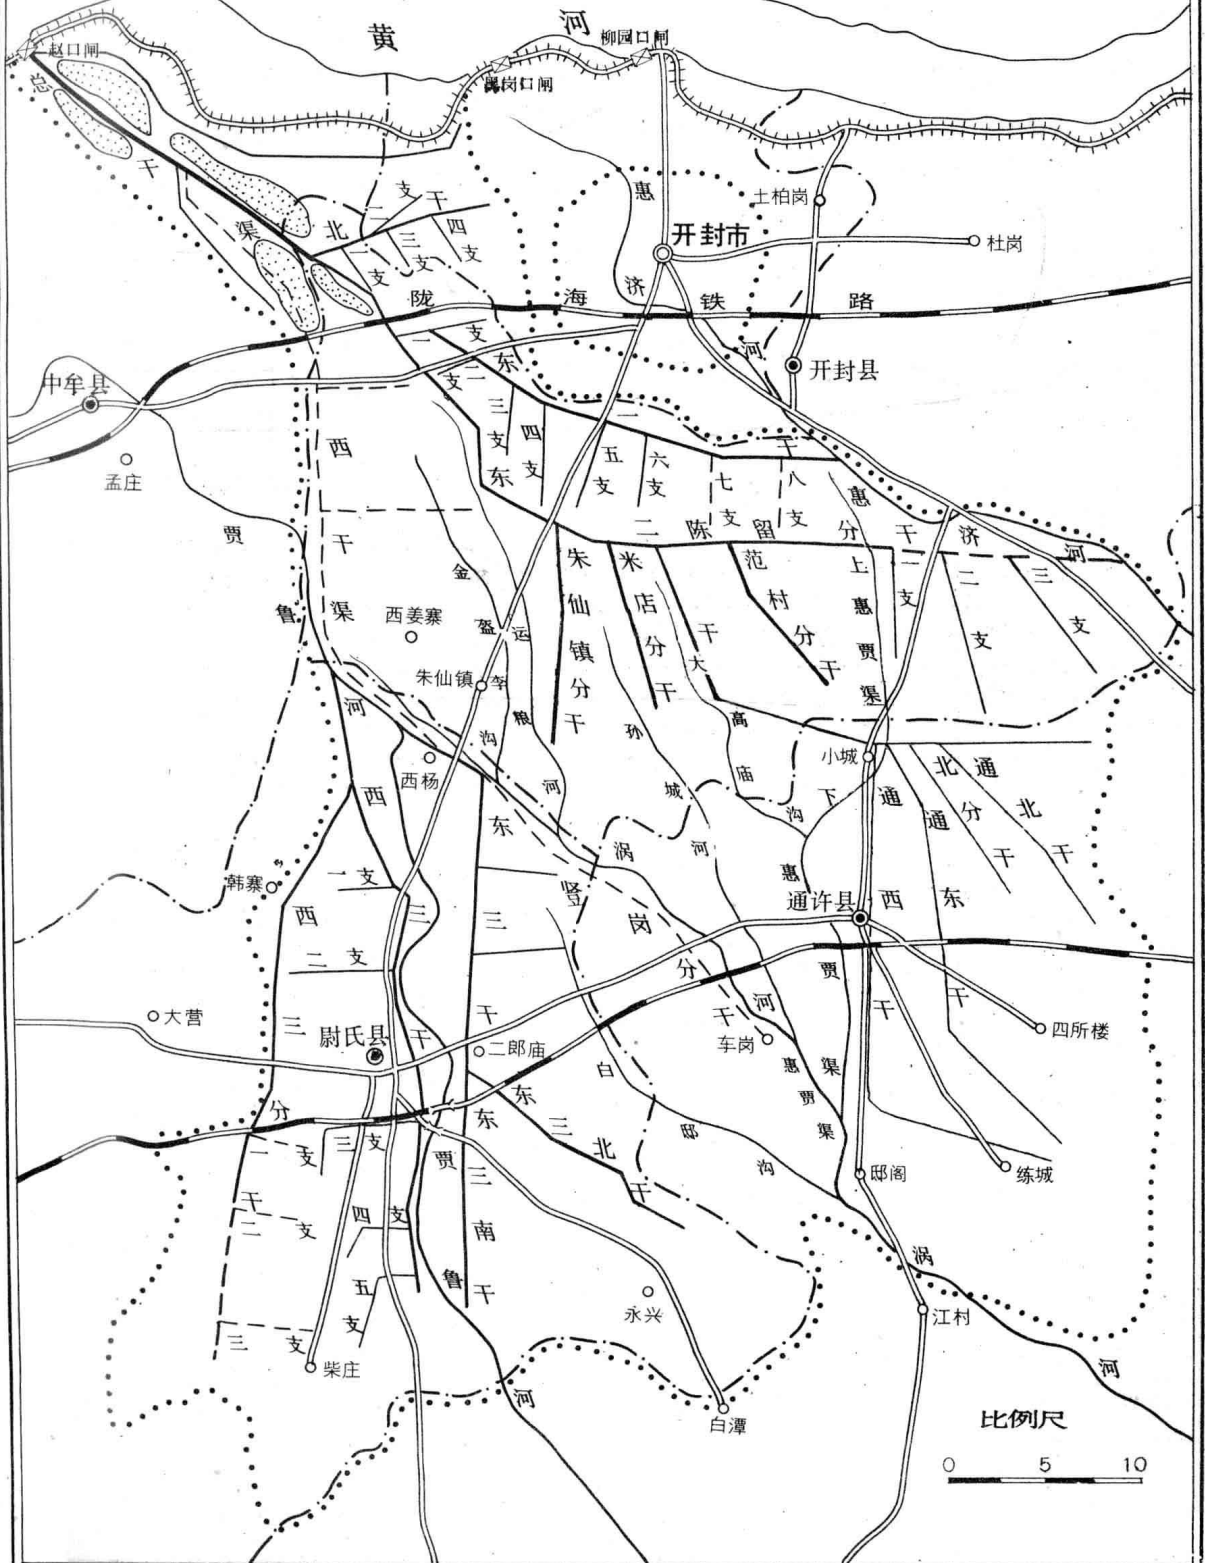 黄河
赵口闸
柳园口闸
黑岗口闸
总干渠
北干
一支
二支
三支
四支
惠济河
土柏岗
开封市
杜岗
陇海铁路
开封县
中牟县
孟庄
东二干
一支
二支
三支
四支
五支
六支
七支
八支
东二干
陈留分干
一支
二支
三支
惠济河
西干渠
贾鲁河
金盔李沟
运粮河
西姜寨
朱仙镇
朱仙镇分干
米店分干
大干
范村分干
上惠贾渠
孙城河
高庙沟
小城
下惠贾渠
通北干
北分干
通西干
通东干
西杨
韩寨
西三干
一支
二支
三支
四支
五支
西三分干
一支
二支
三支
东三干
竖岗分干
涡河
通许县
惠贾渠
车岗
四所楼
大营
尉氏县
二郎庙
白邸沟
东三北干
东三南干
贾鲁河
邸阁
练城
涡河
江村
永兴
柴庄
白潭
比例尺
0 5 10